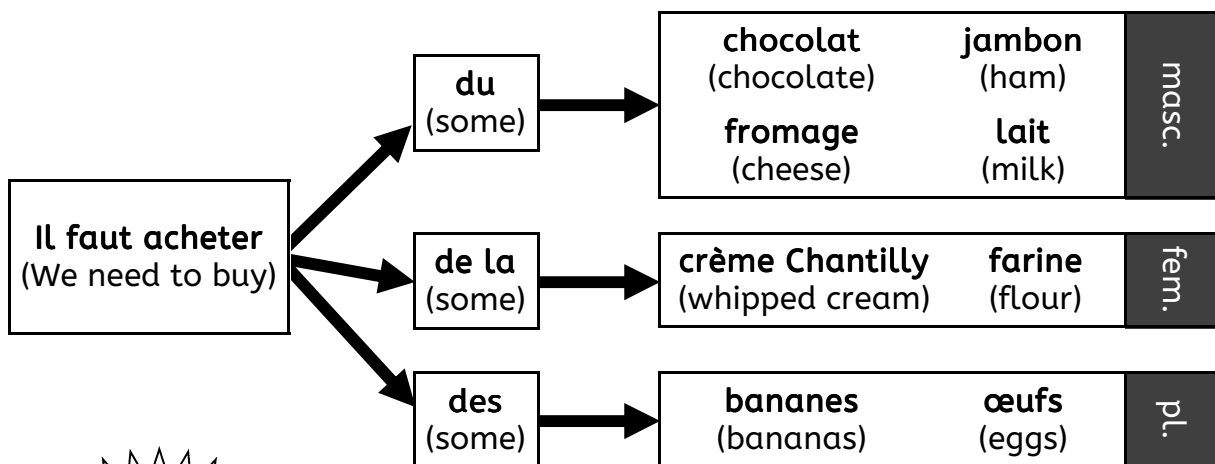 Il faut acheter
(We need to buy)
du
(some)
chocolat
(chocolate)
jambon
(ham)
fromage
(cheese)
lait
(milk)
masc.
de la
(some)
crème Chantilly
(whipped cream)
farine
(flour)
fem.
des
(some)
bananes
(bananas)
œufs
(eggs)
pl.